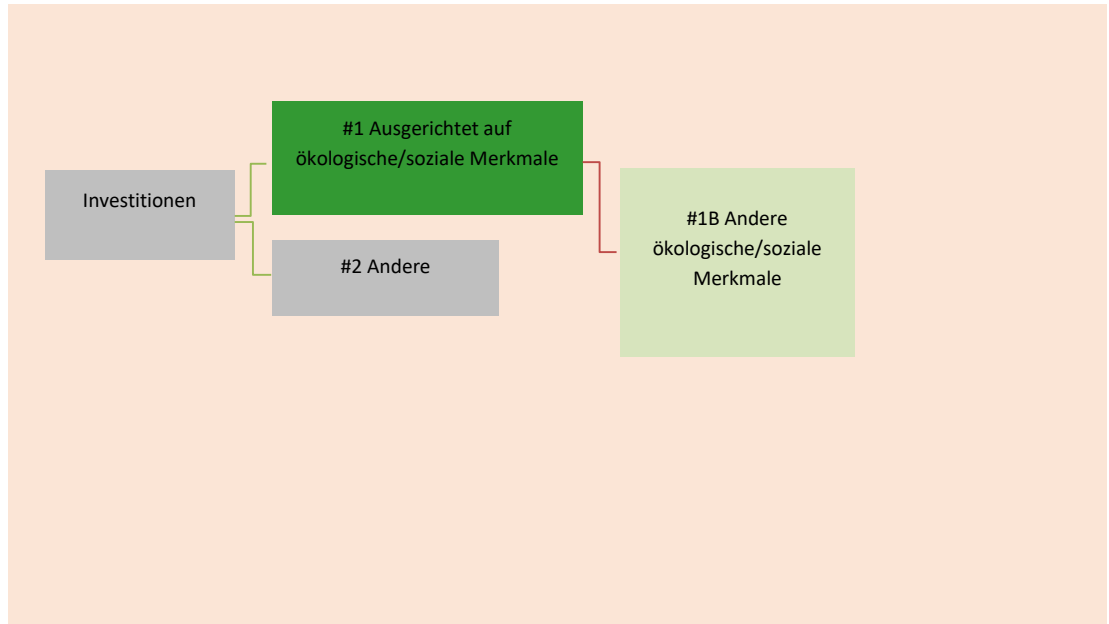 #1 Ausgerichtet auf
ökologische/soziale Merkmale
Investitionen
#2 Andere
#1B Andere
ökologische/soziale
Merkmale